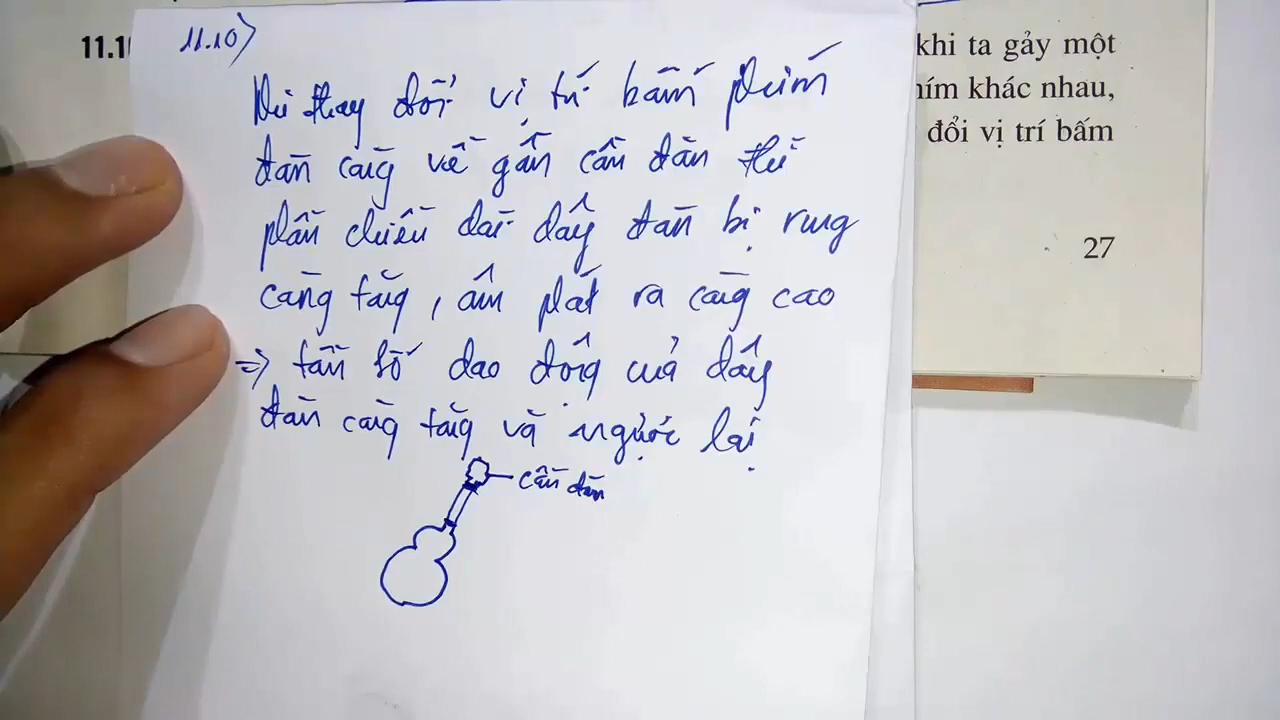 11.10)
Khi thay đổi vị trí bấm phím
đàn càng về gần cần đàn thì
phần chiều dài dây đàn bị rung
càng tăng, âm phát ra càng cao
=> tần số dao động của dây
đàn càng tăng và ngược lại
cần đàn
11.1
khi ta gảy một
ím khác nhau,
đổi vị trí bấm
27